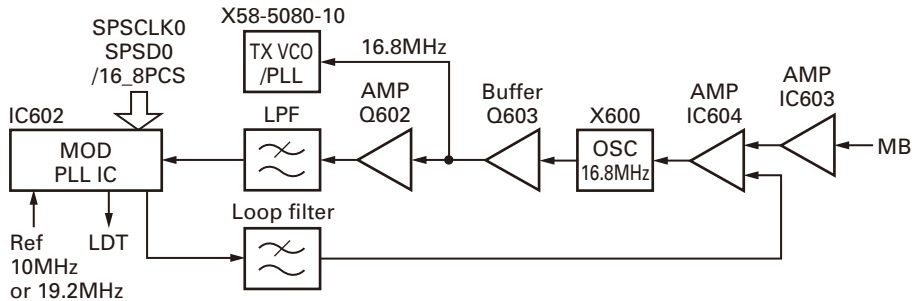 X58-5080-10
SPSCLK0
SPSD0
/16_8PCS
TX VCO
/PLL
16.8MHz
AMP
Q602
Buffer
Q603
X600
AMP
IC604
AMP
IC603
IC602
LPF
MOD
PLL IC
OSC
16.8MHz
MB
Loop filter
Ref
10MHz
or 19.2MHz
LDT